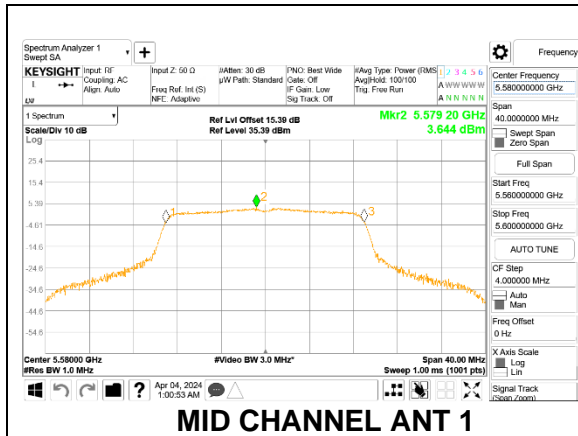 Spectrum Analyzer 1
Swept SA
Frequency
KEYSIGHT
Input: RF
Coupling: AC
Align: Auto
Input Z: 50 Ω
Freq Ref: Int (S)
NFE: Adaptive
#Atten: 30 dB
µW Path: Standard
PNO: Best Wide
Gate: Off
IF Gain: Low
Sig Track: Off
#Avg Type: Power (RMS
Avg|Hold: 100/100
Trig: Free Run
1 2 3 4 5 6
A W W W W W
A N N N N N
1 Spectrum
Scale/Div 10 dB
Log
Ref Lvl Offset 15.39 dB
Ref Level 35.39 dBm
Mkr2 5.579 20 GHz
3.644 dBm
25.4
15.4
5.39
-4.61
-14.6
-24.6
-34.6
-44.6
-54.6
1
2
3
Center 5.58000 GHz
#Res BW 1.0 MHz
#Video BW 3.0 MHz*
Span 40.00 MHz
Sweep 1.00 ms (1001 pts)
Center Frequency
5.580000000 GHz
Span
40.0000000 MHz
Swept Span
Zero Span
Full Span
Start Freq
5.560000000 GHz
Stop Freq
5.600000000 GHz
AUTO TUNE
CF Step
4.000000 MHz
Auto
Man
Freq Offset
0 Hz
X Axis Scale
Log
Lin
Signal Track
(Span Zoom)
Apr 04, 2024
1:00:53 AM
MID CHANNEL ANT 1